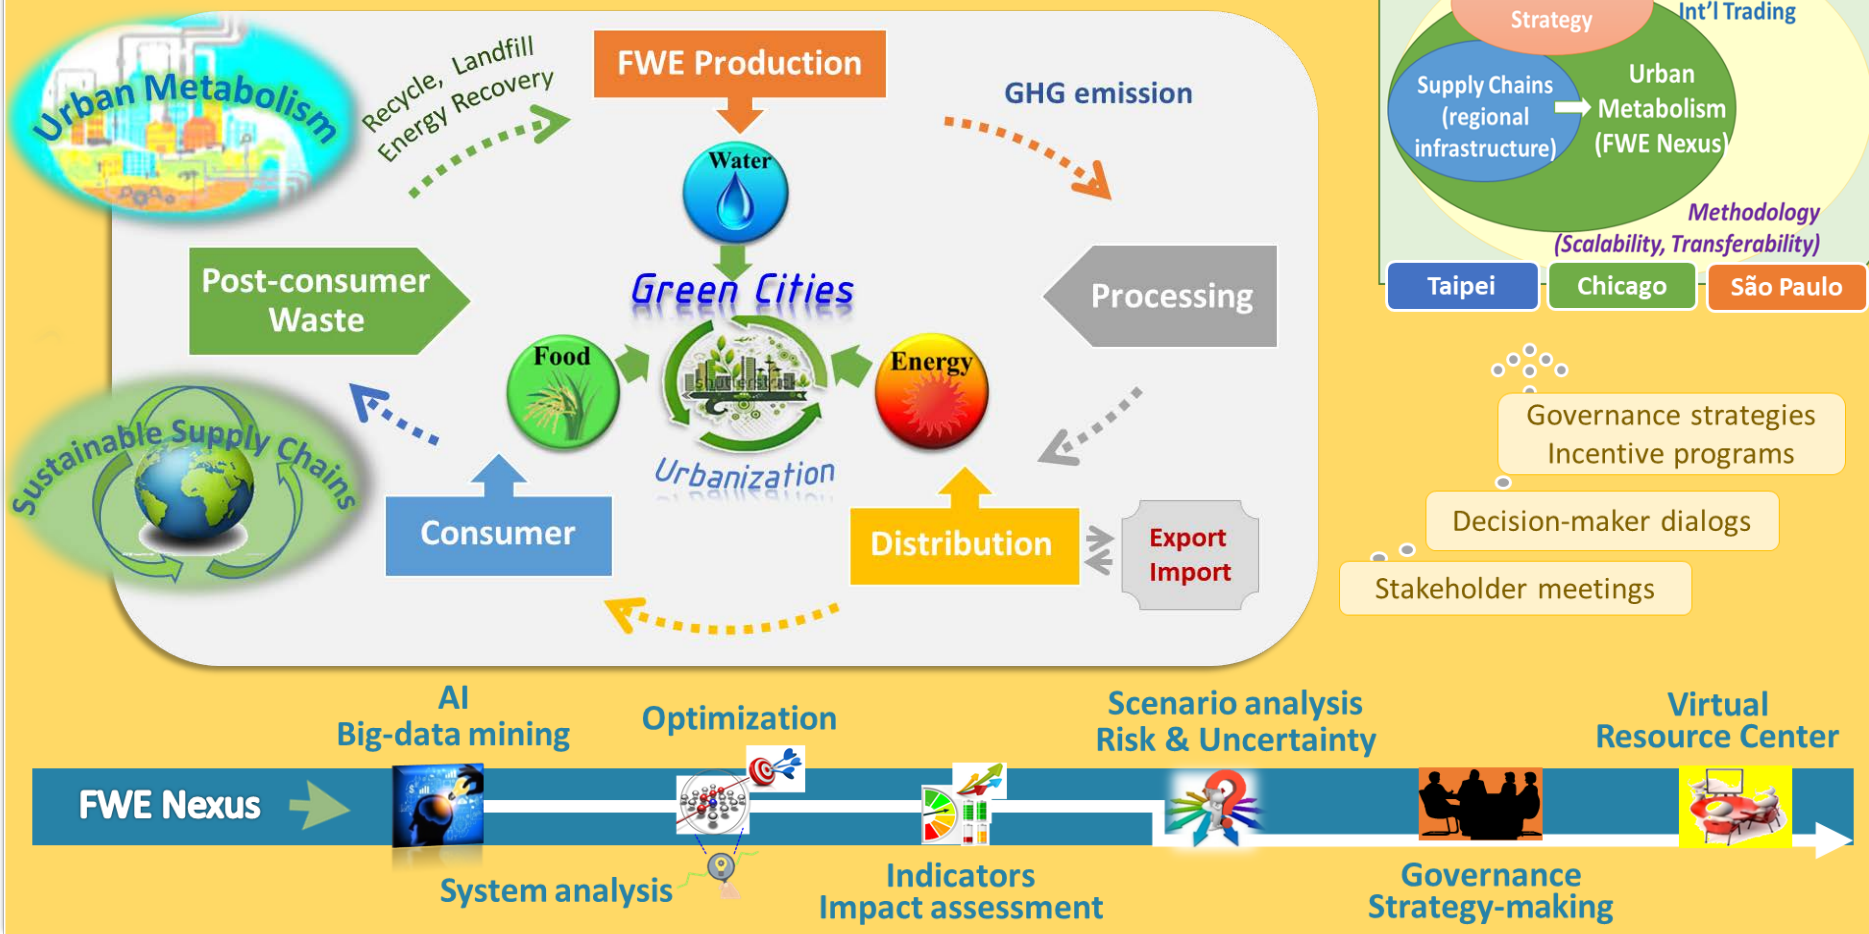 Urban Metabolism
Recycle, Landfill
Energy Recovery
FWE Production
GHG emission
Water
Post-consumer
Waste
Green Cities
Processing
Food
Energy
shutterstock
Sustainable Supply Chains
Urbanization
Consumer
Distribution
Export
Import
Strategy
Int'l Trading
Supply Chains
(regional
infrastructure)
Urban
Metabolism
(FWE Nexus)
Methodology
(Scalability, Transferability)
Taipei
Chicago
São Paulo
Governance strategies
Incentive programs
Decision-maker dialogs
Stakeholder meetings
AI
Big-data mining
Optimization
Scenario analysis
Risk & Uncertainty
Virtual
Resource Center
FWE Nexus
System analysis
Indicators
Impact assessment
Governance
Strategy-making